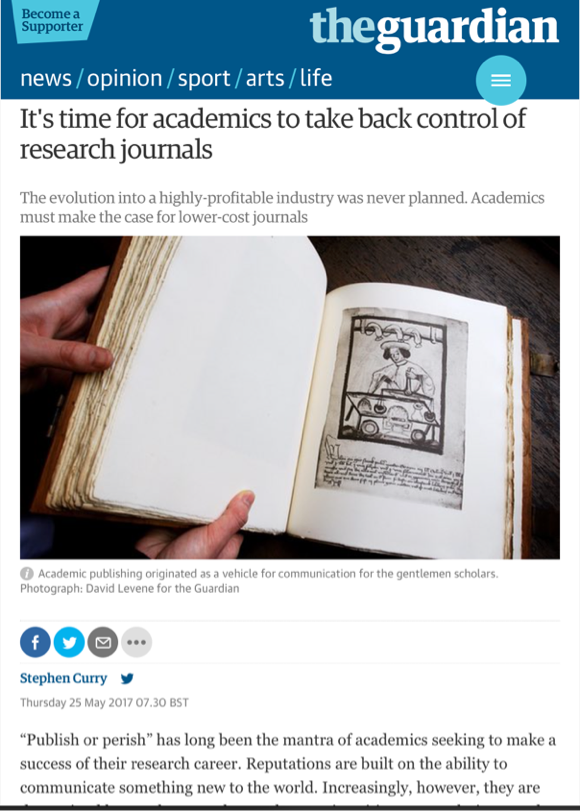 Become a
Supporter
theguardian
news / opinion / sport / arts / life
It's time for academics to take back control of
research journals
The evolution into a highly-profitable industry was never planned. Academics
must make the case for lower-cost journals
Academic publishing originated as a vehicle for communication for the gentlemen scholars.
Photograph: David Levene for the Guardian
Stephen Curry
Thursday 25 May 2017 07.30 BST
“Publish or perish” has long been the mantra of academics seeking to make a
success of their research career. Reputations are built on the ability to
communicate something new to the world. Increasingly, however, they are